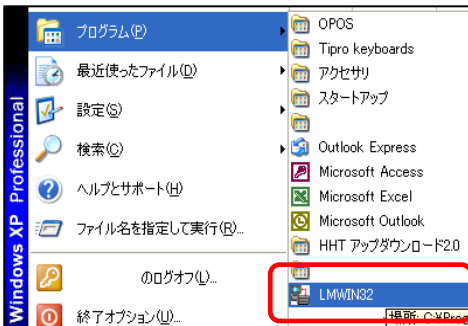 Windows XP Professional
プログラム(P)
最近使ったファイル(D)
設定(S)
検索(C)
ヘルプとサポート(H)
ファイル名を指定して実行(R)...
のログオフ(L)...
終了オプション(U)...
OPOS
Tipro keyboards
アクセサリ
スタートアップ
Outlook Express
Microsoft Access
Microsoft Excel
Microsoft Outlook
HHT アップダウンロード2.0
LMWIN32
場所: C:¥Prog